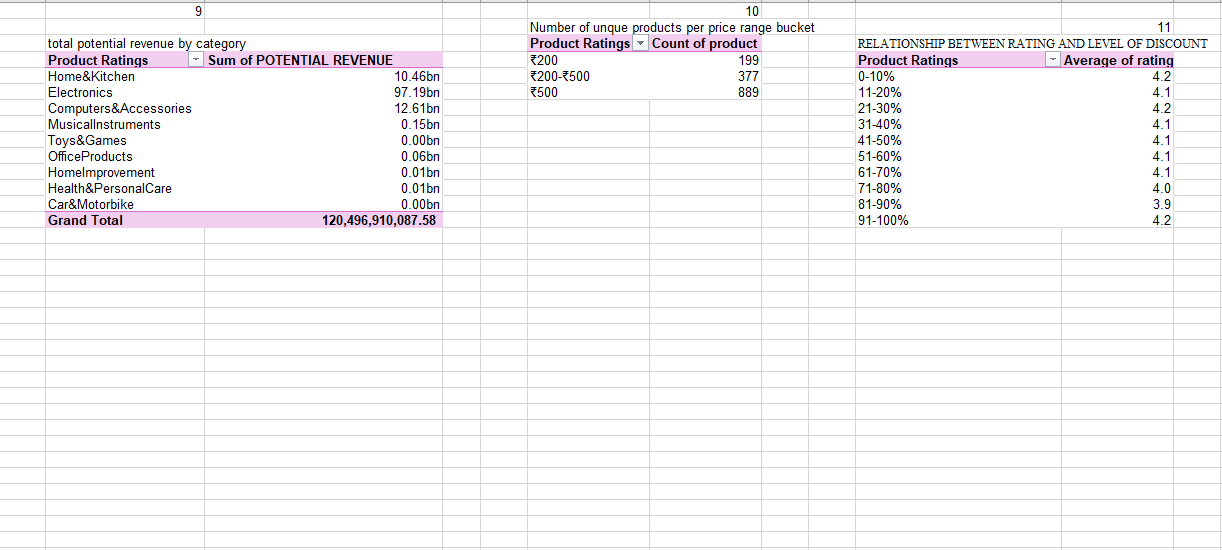 9
total potential revenue by category
Product Ratings Sum of POTENTIAL REVENUE
Home&Kitchen 10.46bn
Electronics 97.19bn
Computers&Accessories 12.61bn
MusicalInstruments 0.15bn
Toys&Games 0.00bn
OfficeProducts 0.06bn
HomeImprovement 0.01bn
Health&PersonalCare 0.01bn
Car&Motorbike 0.00bn
Grand Total 120,496,910,087.58
10
Number of unque products per price range bucket
Product Ratings Count of product
₹200 199
₹200-₹500 377
₹500 889
11
RELATIONSHIP BETWEEN RATING AND LEVEL OF DISCOUNT
Product Ratings Average of rating
0-10% 4.2
11-20% 4.1
21-30% 4.2
31-40% 4.1
41-50% 4.1
51-60% 4.1
61-70% 4.1
71-80% 4.0
81-90% 3.9
91-100% 4.2